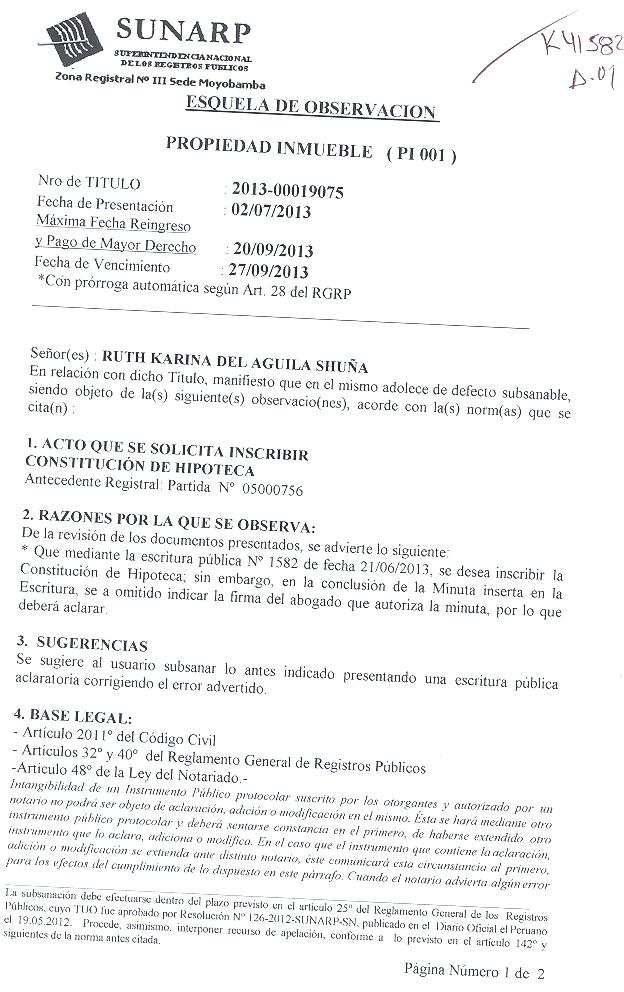 SUNARP
SUPERINTENDENCIA NACIONAL
DE LOS REGISTROS PUBLICOS
Zona Registral Nº III Sede Moyobamba
K41582
D.01
ESQUELA DE OBSERVACION
PROPIEDAD INMUEBLE ( PI 001 )
Nro de TITULO : 2013-00019075
Fecha de Presentación : 02/07/2013
Máxima Fecha Reingreso
y Pago de Mayor Derecho : 20/09/2013
Fecha de Vencimiento : 27/09/2013
*Con prórroga automática según Art. 28 del RGRP
Señor(es) : RUTH KARINA DEL AGUILA SHUÑA
En relación con dicho Titulo, manifiesto que en el mismo adolece de defecto subsanable,
siendo objeto de la(s) siguiente(s) observacio(nes), acorde con la(s) norm(as) que se
cita(n) :
1. ACTO QUE SE SOLICITA INSCRIBIR
CONSTITUCIÓN DE HIPOTECA
Antecedente Registral: Partida Nº 05000756
2. RAZONES POR LA QUE SE OBSERVA:
De la revisión de los documentos presentados, se advierte lo siguiente:
* Que mediante la escritura pública Nº 1582 de fecha 21/06/2013, se desea inscribir la
Constitución de Hipoteca; sin embargo, en la conclusión de la Minuta inserta en la
Escritura, se a omitido indicar la firma del abogado que autoriza la minuta, por lo que
deberá aclarar.
3. SUGERENCIAS
Se sugiere al usuario subsanar lo antes indicado presentando una escritura pública
aclaratoria corrigiendo el error advertido.
4. BASE LEGAL:
- Artículo 2011º del Código Civil
- Artículos 32º y 40º del Reglamento General de Registros Públicos
-Artículo 48º de la Ley del Notariado.-
Intangibilidad de un Instrumento Público protocolar suscrito por los otorgantes y autorizado por un
notario no podrá ser objeto de aclaración, adición o modificación en el mismo. Ésta se hará mediante otro
instrumento público protocolar y deberá sentarse constancia en el primero, de haberse extendido otro
instrumento que lo aclara, adiciona o modifica. En el caso que el instrumento que contiene la aclaración,
adición o modificación se extienda ante distinto notario, éste comunicará esta circunstancia al primero,
para los efectos del cumplimiento de lo dispuesto en este párrafo. Cuando el notario advierta algún error
La subsanación debe efectuarse dentro del plazo previsto en el artículo 25º del Reglamento General de los Registros
Públicos, cuyo TUO fue aprobado por Resolución Nº 126-2012-SUNARP-SN, publicado en el Diario Oficial el Peruano
el 19.05.2012. Procede, asimismo, interponer recurso de apelación, conforme a lo previsto en el artículo 142º y
siguientes de la norma antes citada.
Página Número 1 de 2